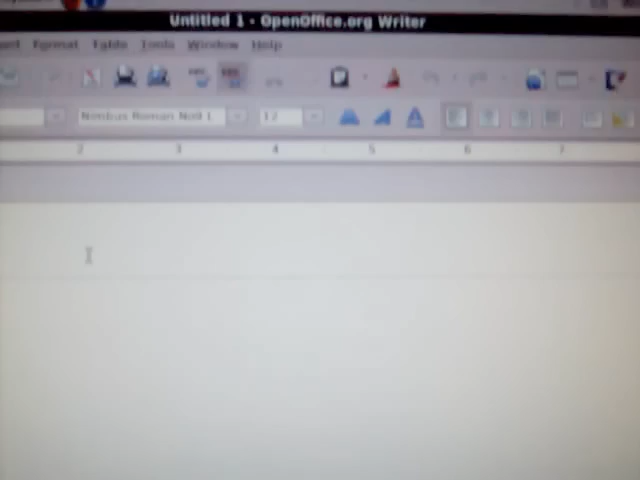 Untitled 1 - OpenOffice.org Writer
Format Table Tools Window Help
Nimbus Roman No9 L 12
2 3 4 5 6 7